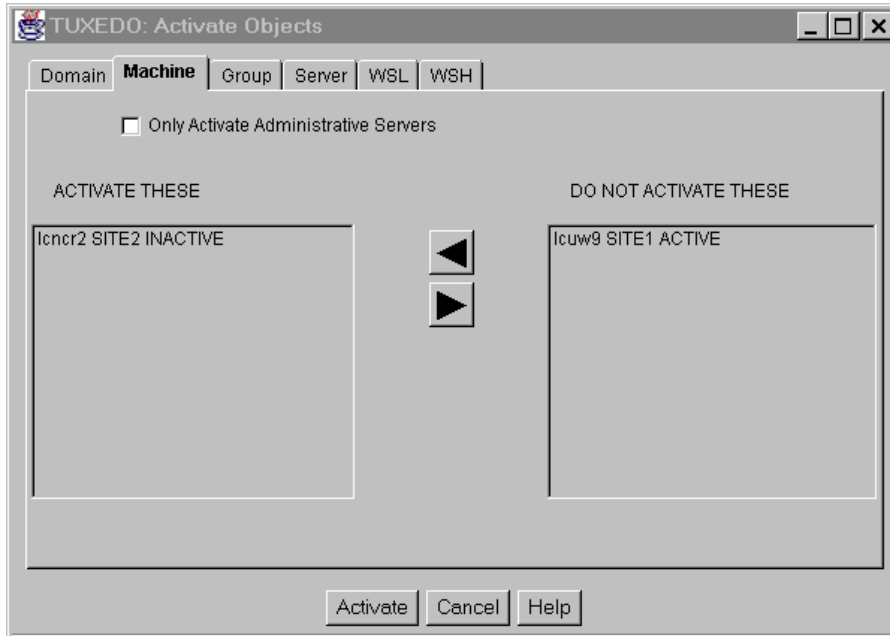 TUXEDO: Activate Objects
Domain Machine Group Server WSL WSH
Only Activate Administrative Servers
ACTIVATE THESE
DO NOT ACTIVATE THESE
lcncr2 SITE2 INACTIVE
lcuw9 SITE1 ACTIVE
Activate Cancel Help